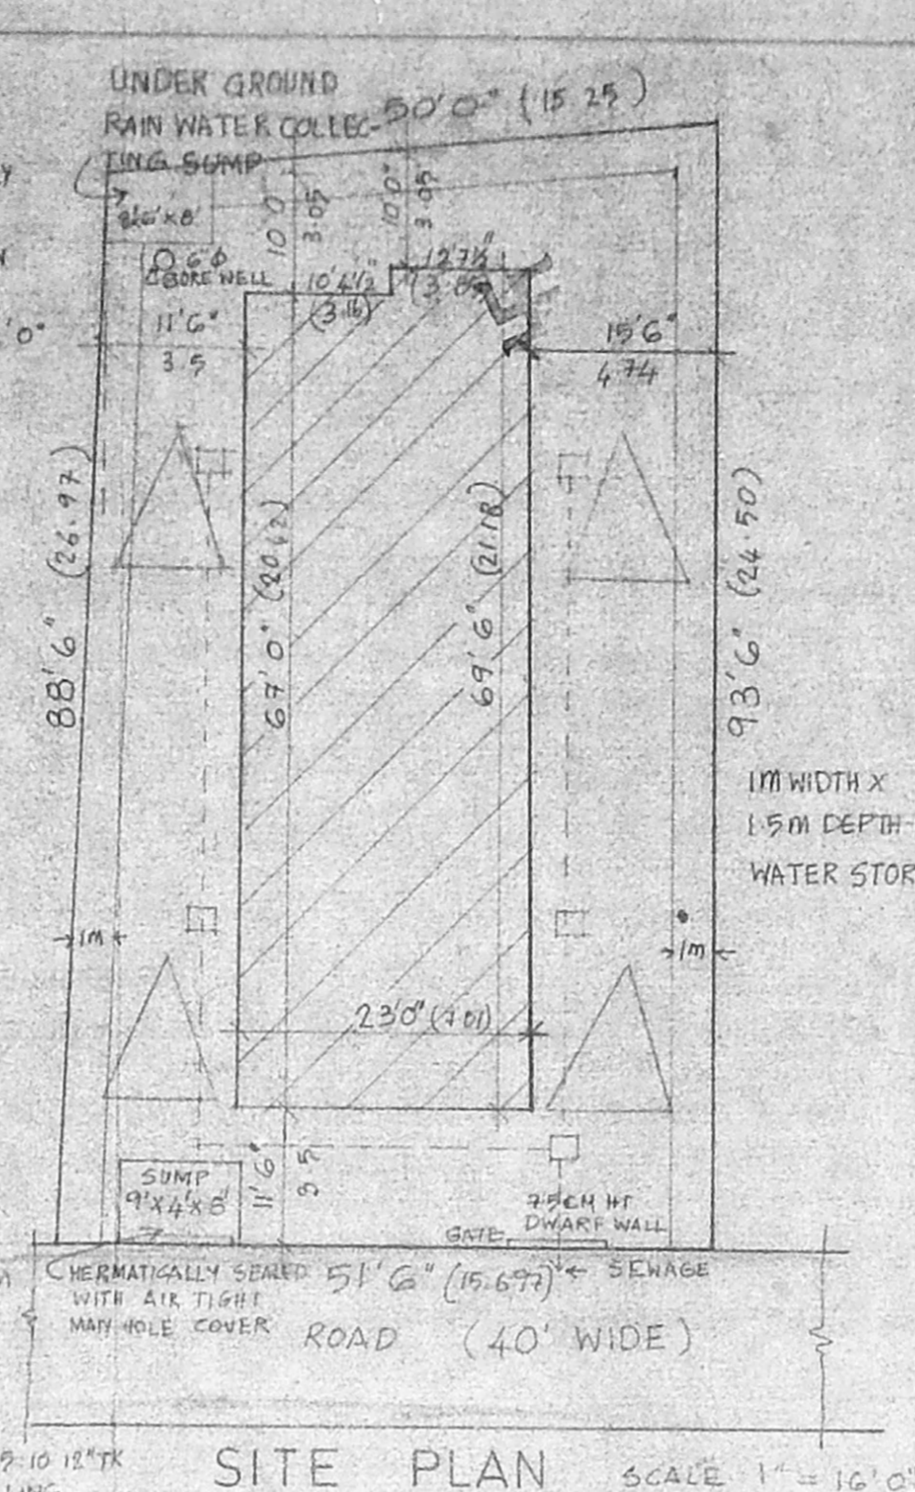 UNDER GROUND
RAIN WATER COLLEC-
TING SUMP
50'0" (15 25)
Y
10'0"
3.05
10'0"
3.05
8'
6"Φ
BORE WELL
12'7½"
10'4½"
(3.16)
'0"
11'6"
3.5
15'6"
4.74
88'6" (26.97)
67'0"
69'6" (21.18)
93'6" (24.50)
1M WIDTH X
1.5M DEPTH
WATER STOR
1M
1M
23'0" (7.01)
11'6"
3.5
SUMP
9'X4'X8'
75CM HT
DWARF WALL
GATE
HERMATICALLY SEALED
WITH AIR TIGHT
MAN HOLE COVER
51'6" (15.697)
SEWAGE
ROAD (40' WIDE)
12"TK
SITE PLAN
SCALE 1" = 16'0"